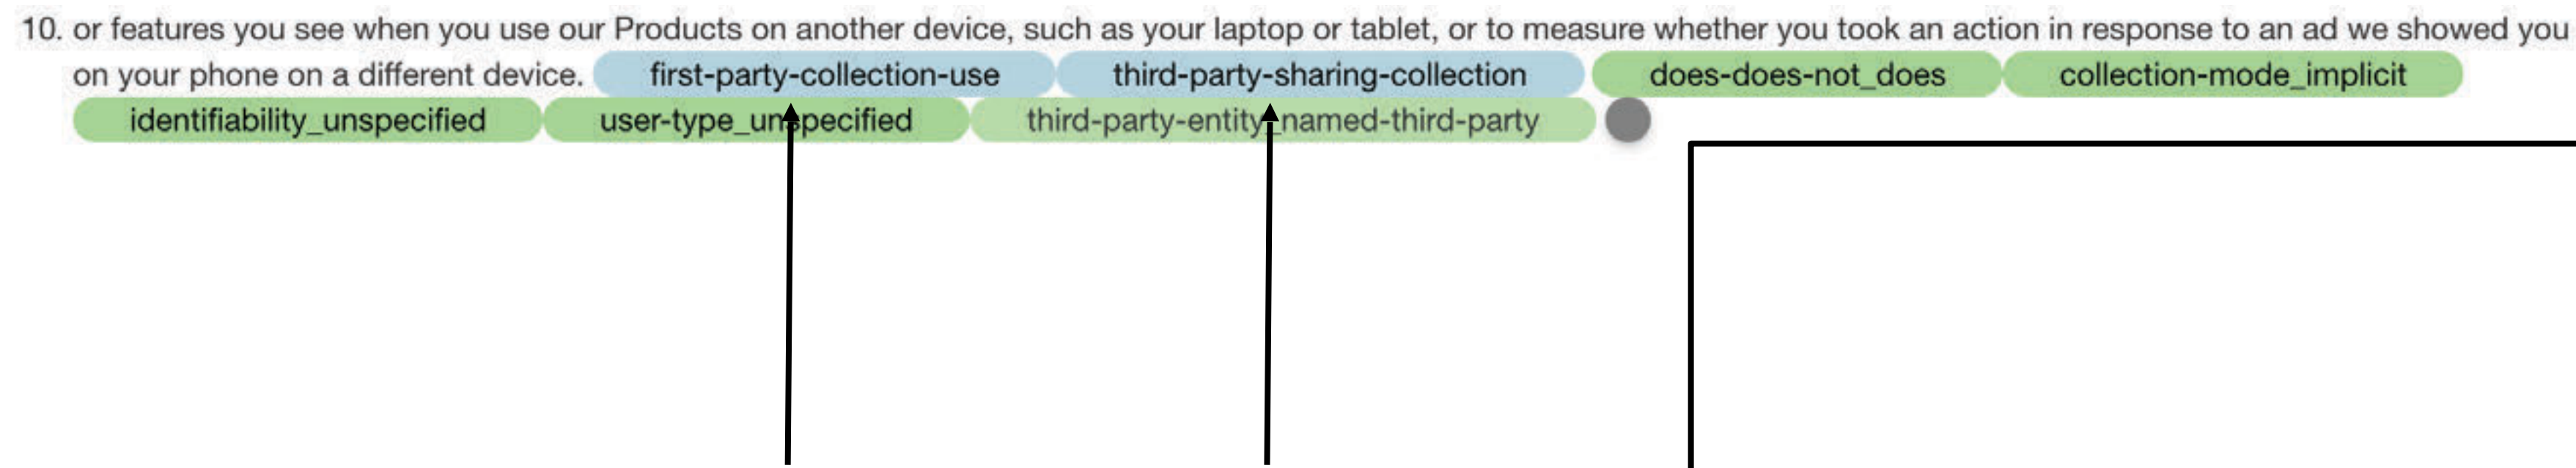 10. or features you see when you use our Products on another device, such as your laptop or tablet, or to measure whether you took an action in response to an ad we showed you
on your phone on a different device. first-party-collection-use third-party-sharing-collection does-does-not_does collection-mode_implicit
identifiability_unspecified user-type_unspecified third-party-entity_named-third-party